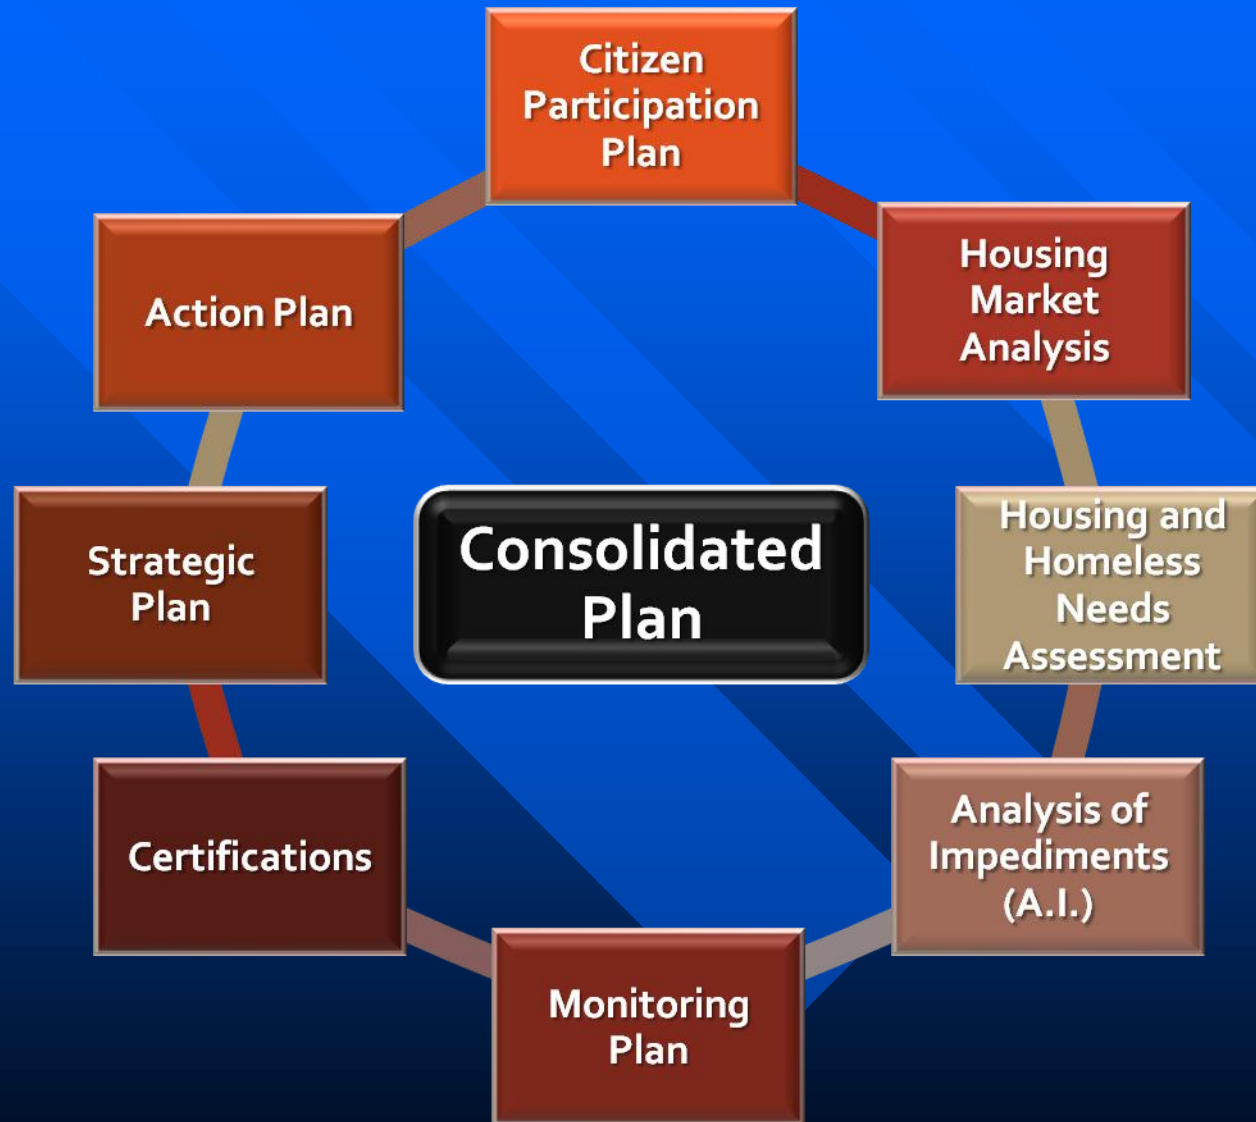 Citizen
Participation
Plan
Housing
Market
Analysis
Action Plan
Housing and
Homeless
Needs
Assessment
Consolidated
Plan
Strategic
Plan
Analysis of
Impediments
(A.I.)
Certifications
Monitoring
Plan